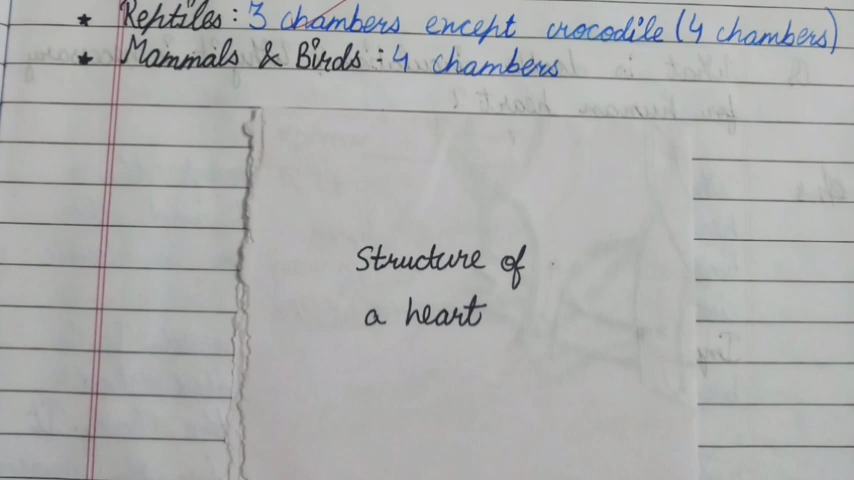 ★ Reptiles : 3 chambers except crocodile (4 chambers)
★ Mammals & Birds : 4 chambers
Structure of
a heart